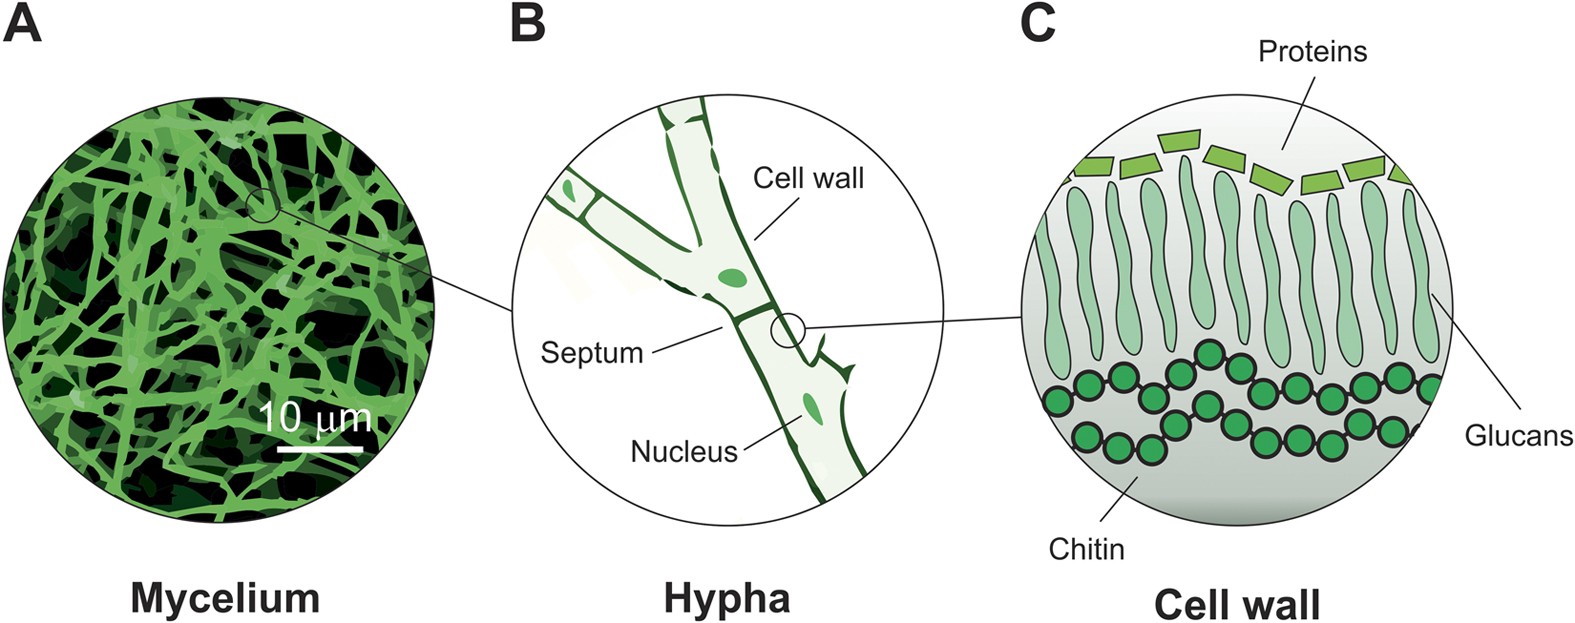 A
B
C
Proteins
Cell wall
Septum
10 μm
Nucleus
Glucans
Chitin
Mycelium
Hypha
Cell wall